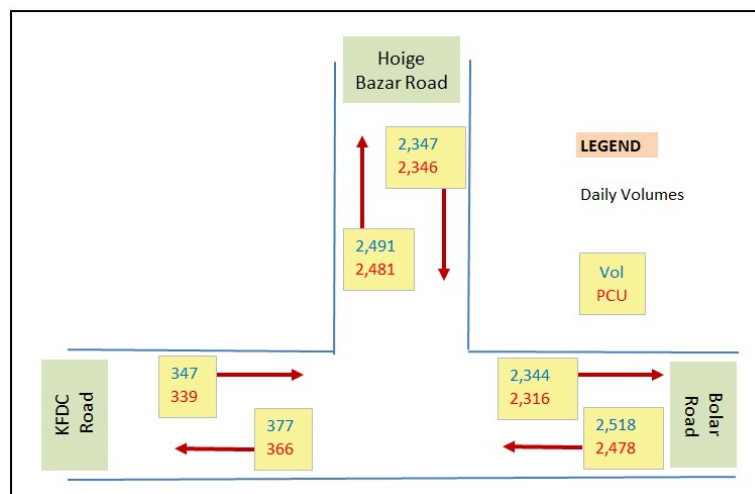 Hoige
Bazar Road
2,347
2,346
LEGEND
Daily Volumes
2,491
2,481
Vol
PCU
KFDC
Road
347
339
377
366
2,344
2,316
2,518
2,478
Bolar
Road